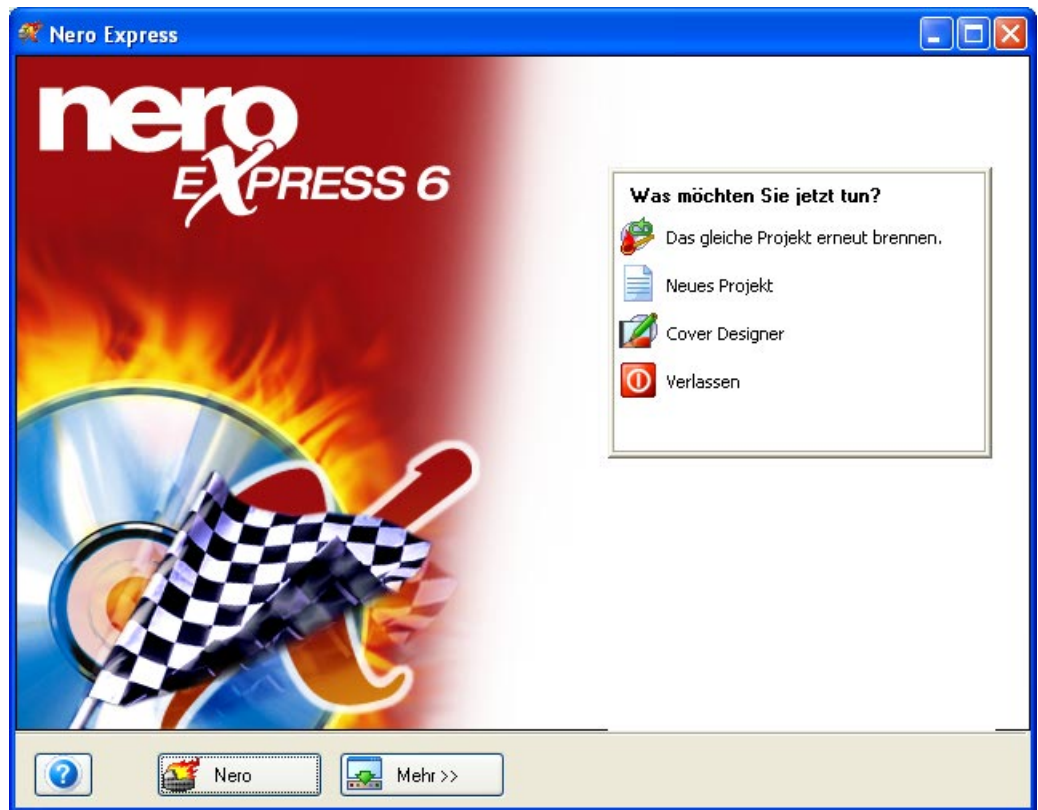 Nero Express
nero
EXPRESS 6
Was möchten Sie jetzt tun?
Das gleiche Projekt erneut brennen.
Neues Projekt
Cover Designer
Verlassen
?
Nero
Mehr >>